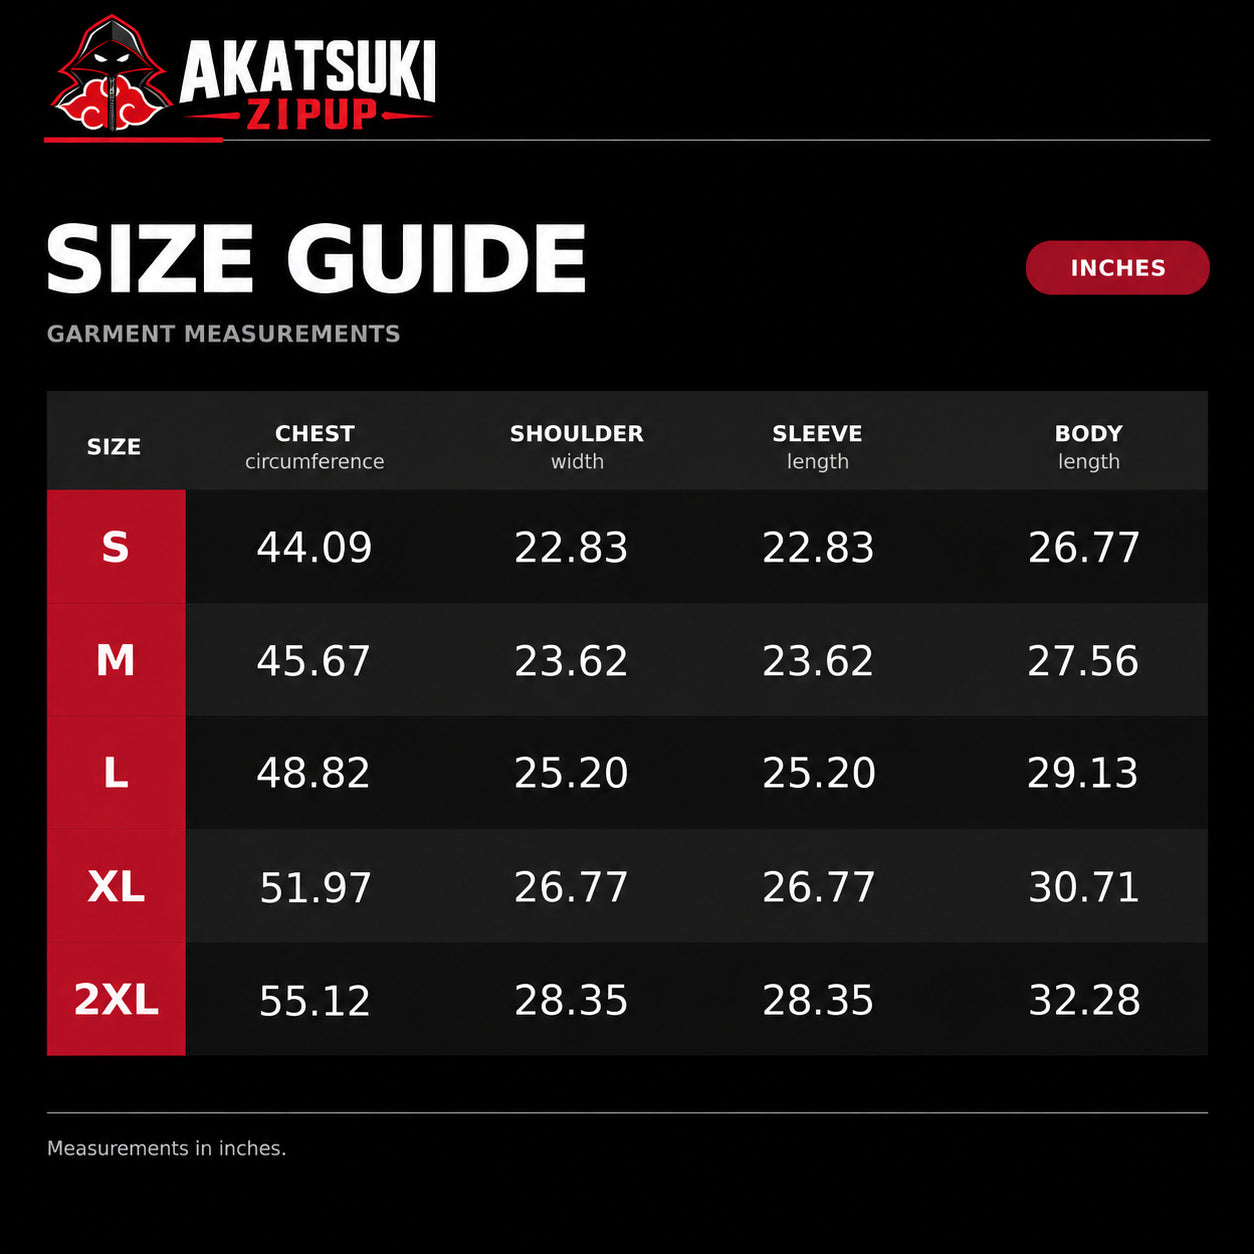 AKATSUKI
ZIPUP
SIZE GUIDE
INCHES
GARMENT MEASUREMENTS
SIZE CHEST circumference SHOULDER width SLEEVE length BODY length
S 44.09 22.83 22.83 26.77
M 45.67 23.62 23.62 27.56
L 48.82 25.20 25.20 29.13
XL 51.97 26.77 26.77 30.71
2XL 55.12 28.35 28.35 32.28
Measurements in inches.